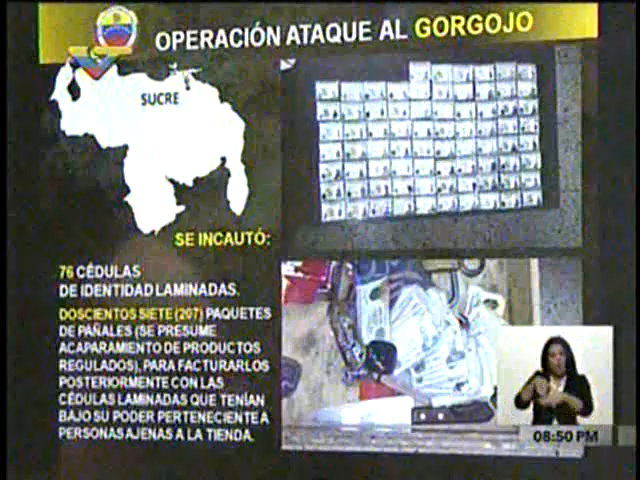 OPERACIÓN ATAQUE AL GORGOJO
SUCRE
SE INCAUTÓ:
76 CÉDULAS
DE IDENTIDAD LAMINADAS.
DOSCIENTOS SIETE (207) PAQUETES
DE PAÑALES (SE PRESUME
ACAPARAMIENTO DE PRODUCTOS
REGULADOS), PARA FACTURARLOS
POSTERIORMENTE CON LAS
CÉDULAS LAMINADAS QUE TENÍAN
BAJO SU PODER PERTENECIENTE A
PERSONAS AJENAS A LA TIENDA.
08:50 PM